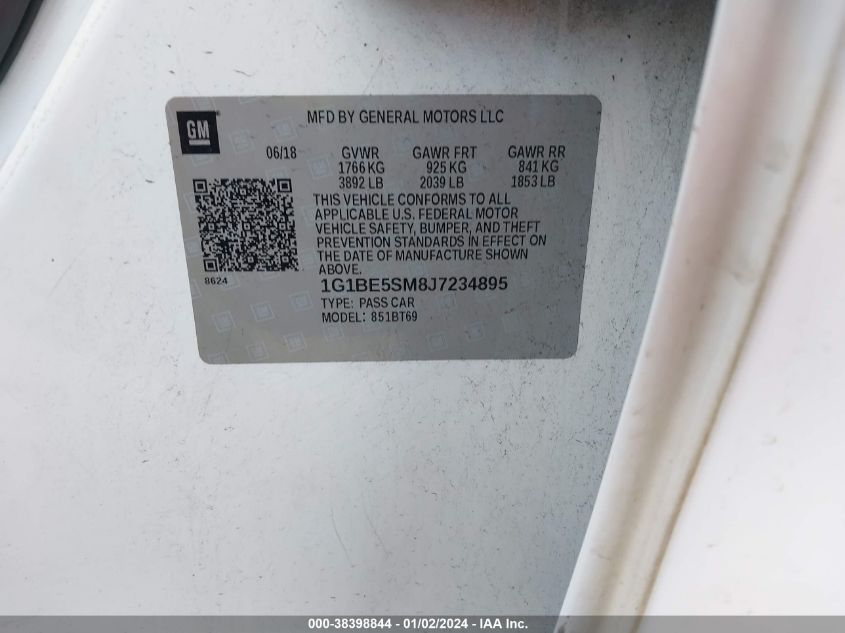 MFD BY GENERAL MOTORS LLC
GM
06/18 GVWR GAWR FRT GAWR RR
1766 KG 925 KG 841 KG
3892 LB 2039 LB 1853 LB
THIS VEHICLE CONFORMS TO ALL
APPLICABLE U.S. FEDERAL MOTOR
VEHICLE SAFETY, BUMPER, AND THEFT
PREVENTION STANDARDS IN EFFECT ON
THE DATE OF MANUFACTURE SHOWN
ABOVE.
8624
1G1BE5SM8J7234895
TYPE: PASS CAR
MODEL: 851BT69
000-38398844 - 01/02/2024 - IAA Inc.